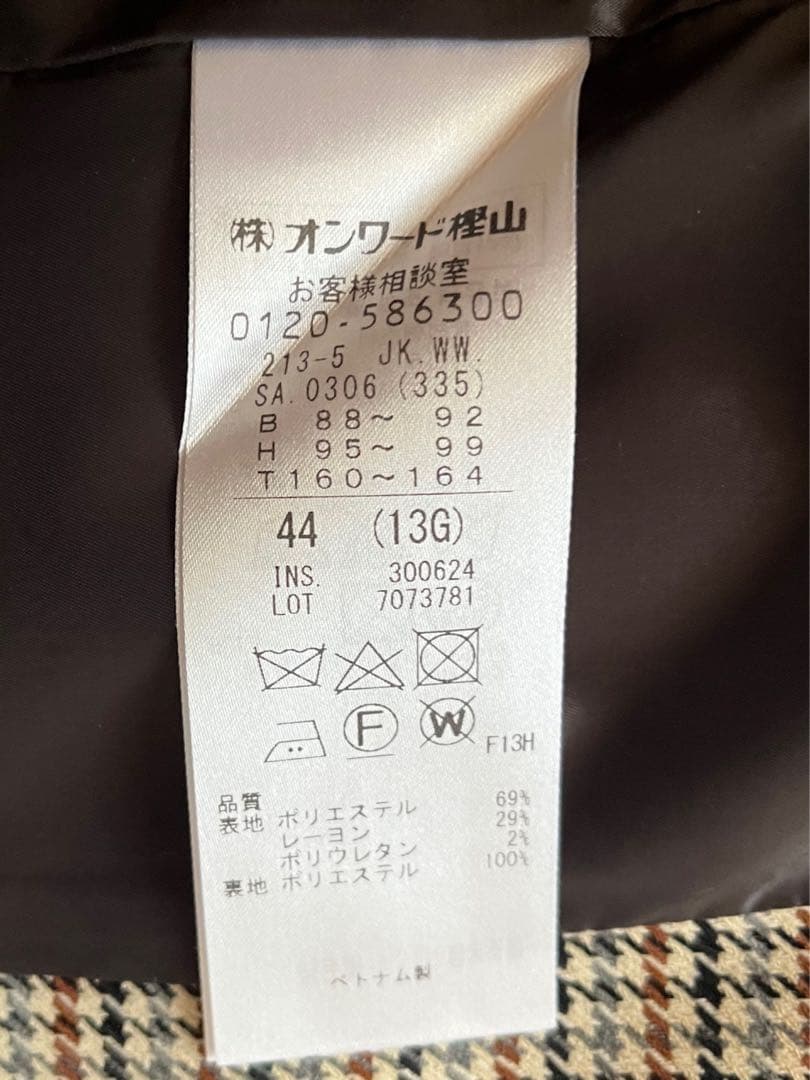 (株)オンワード樫山
お客様相談室
0120-586300
213-5 JK.WW.
SA.0306 (335)
B 88~ 92
H 95~ 99
T160~164
44 (13G)
INS. 300624
LOT 7073781
F W F13H
品質
表地 ポリエステル 69%
レーヨン 29%
ポリウレタン 2%
裏地 ポリエステル 100%
ベトナム製